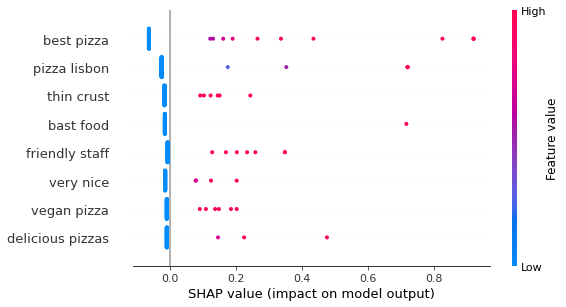 High
best pizza
pizza lisbon
thin crust
bast food
friendly staff
very nice
vegan pizza
delicious pizzas
Feature value
Low
0.0 0.2 0.4 0.6 0.8
SHAP value (impact on model output)